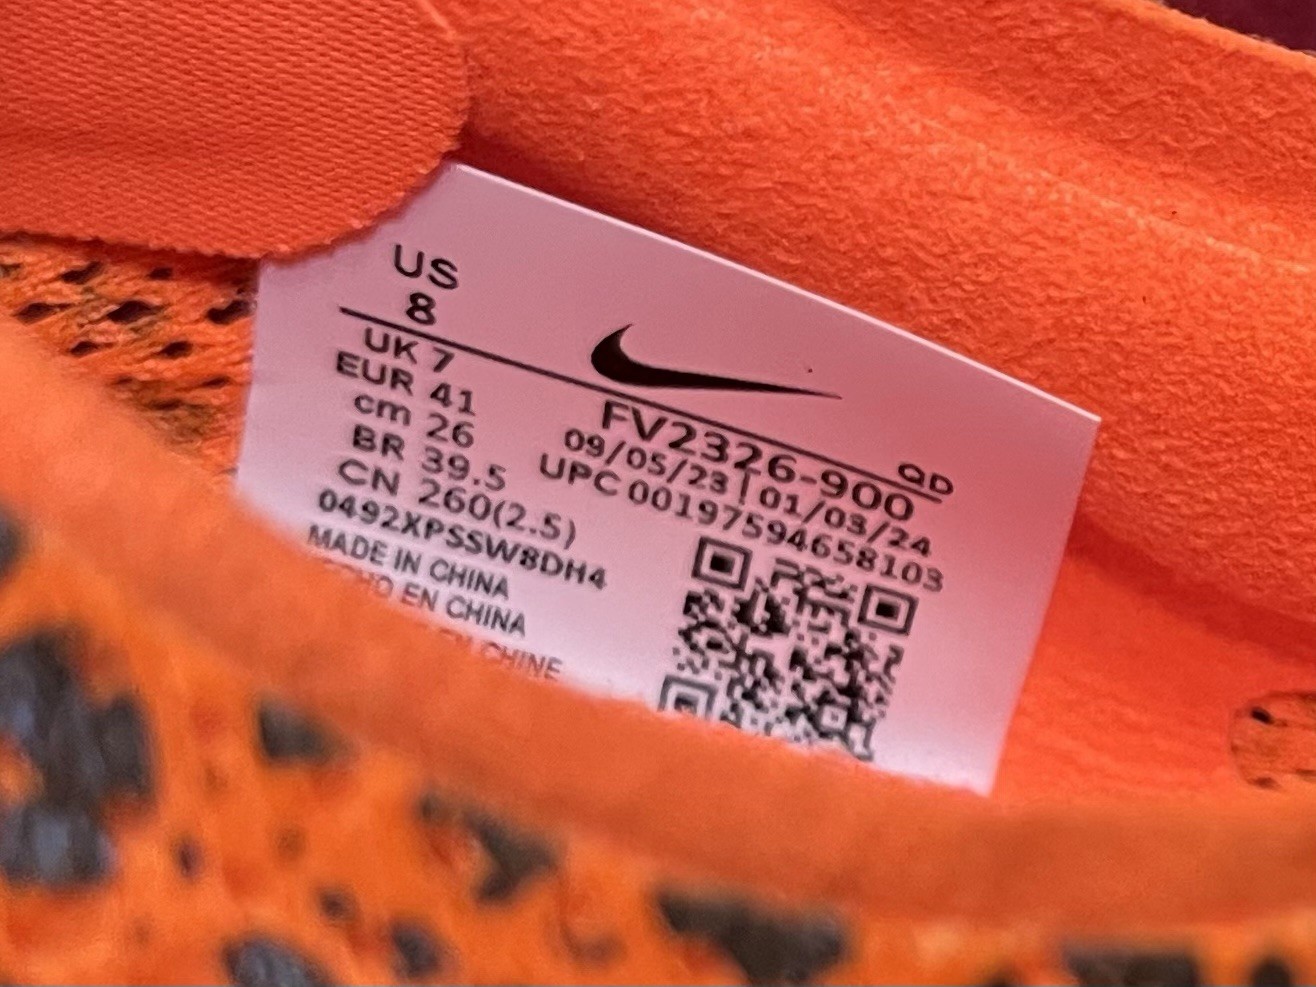 US
8
UK 7
EUR 41
cm 26
BR 39.5
CN 260(2.5)
0492XPSSW8DH4
MADE IN CHINA
EN CHINA
CHINE
QD
FV2326-900
09/05/23 | 01/03/24
UPC 00197594658103